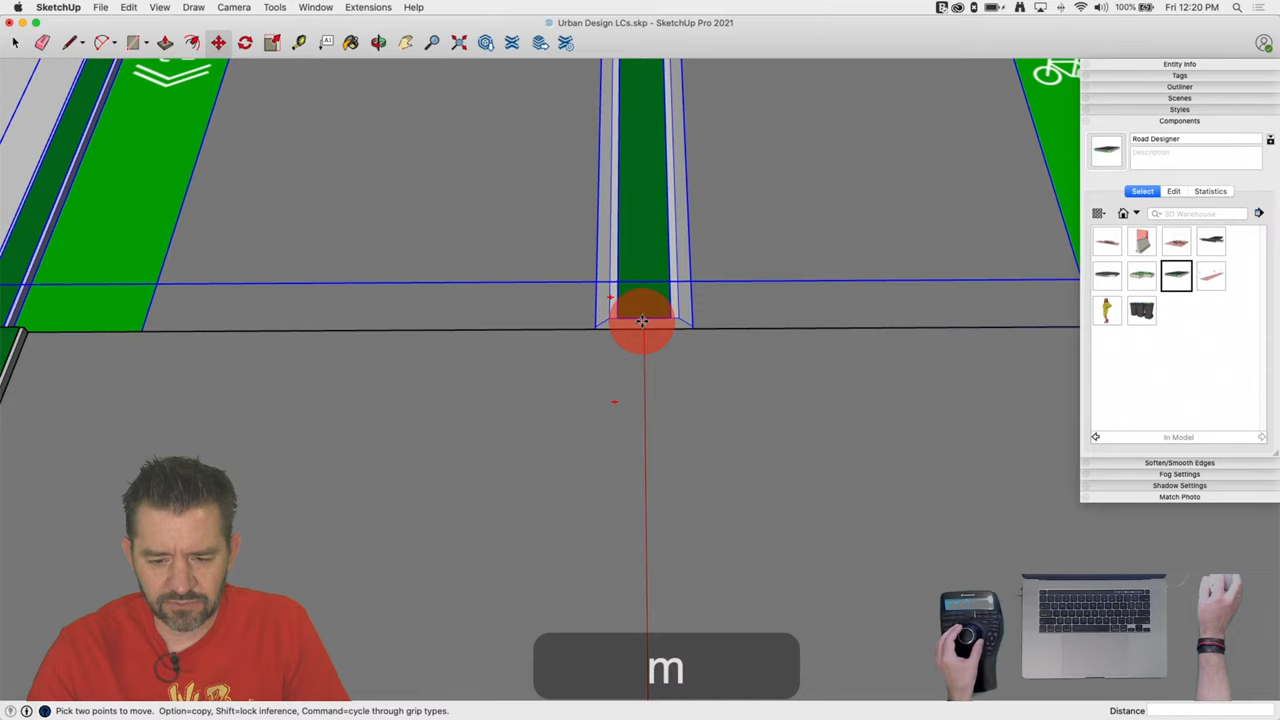 SketchUp File Edit View Draw Camera Tools Window Extensions Help
100% Fri 12:20 PM
Urban Design LCs.skp - SketchUp Pro 2021
Entity Info
Tags
Outliner
Scenes
Styles
Components
Road Designer
Description
Select Edit Statistics
3D Warehouse
In Model
Soften/Smooth Edges
Fog Settings
Shadow Settings
Match Photo
m
Pick two points to move. Option=copy, Shift=lock inference, Command=cycle through grip types.
Distance